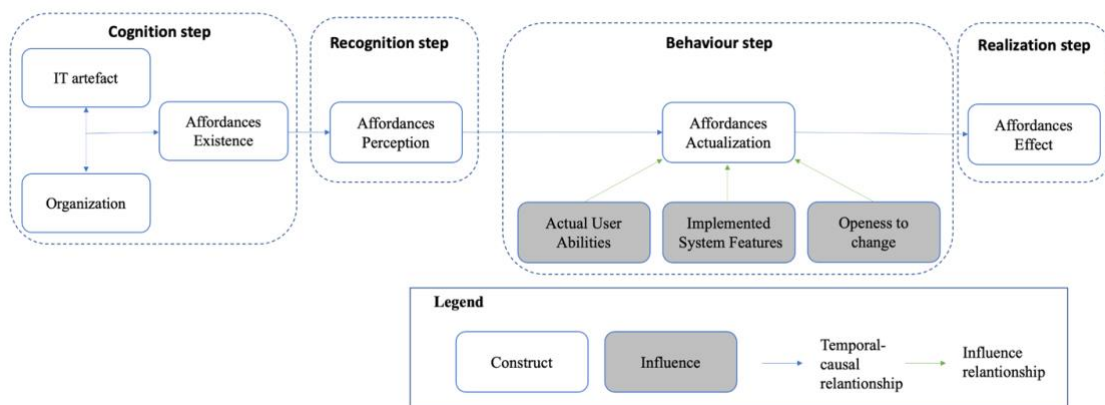 Cognition step
IT artefact
Affordances
Existence
Organization
Recognition step
Affordances
Perception
Behaviour step
Affordances
Actualization
Actual User
Abilities
Implemented
System Features
Openess to
change
Realization step
Affordances
Effect
Legend
Construct
Influence
Temporal-
causal
relantionship
Influence
relantionship